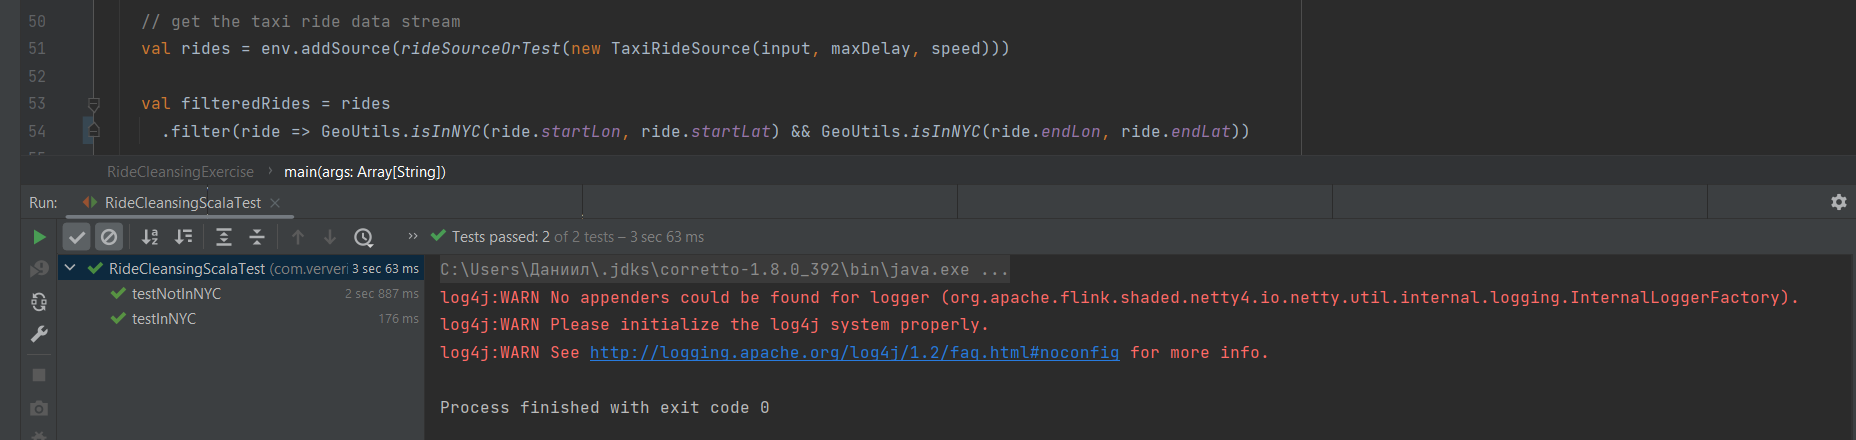 50 // get the taxi ride data stream
51 val rides = env.addSource(rideSourceOrTest(new TaxiRideSource(input, maxDelay, speed)))
52
53 val filteredRides = rides
54 .filter(ride => GeoUtils.isInNYC(ride.startLon, ride.startLat) && GeoUtils.isInNYC(ride.endLon, ride.endLat))
RideCleansingExercise › main(args: Array[String])
Run: RideCleansingScalaTest ×
» Tests passed: 2 of 2 tests – 3 sec 63 ms
RideCleansingScalaTest (com.ververi 3 sec 63 ms
testNotInNYC 2 sec 887 ms
testInNYC 176 ms
C:\Users\Даниил\.jdks\corretto-1.8.0_392\bin\java.exe ...
log4j:WARN No appenders could be found for logger (org.apache.flink.shaded.netty4.io.netty.util.internal.logging.InternalLoggerFactory).
log4j:WARN Please initialize the log4j system properly.
log4j:WARN See http://logging.apache.org/log4j/1.2/faq.html#noconfig for more info.
Process finished with exit code 0